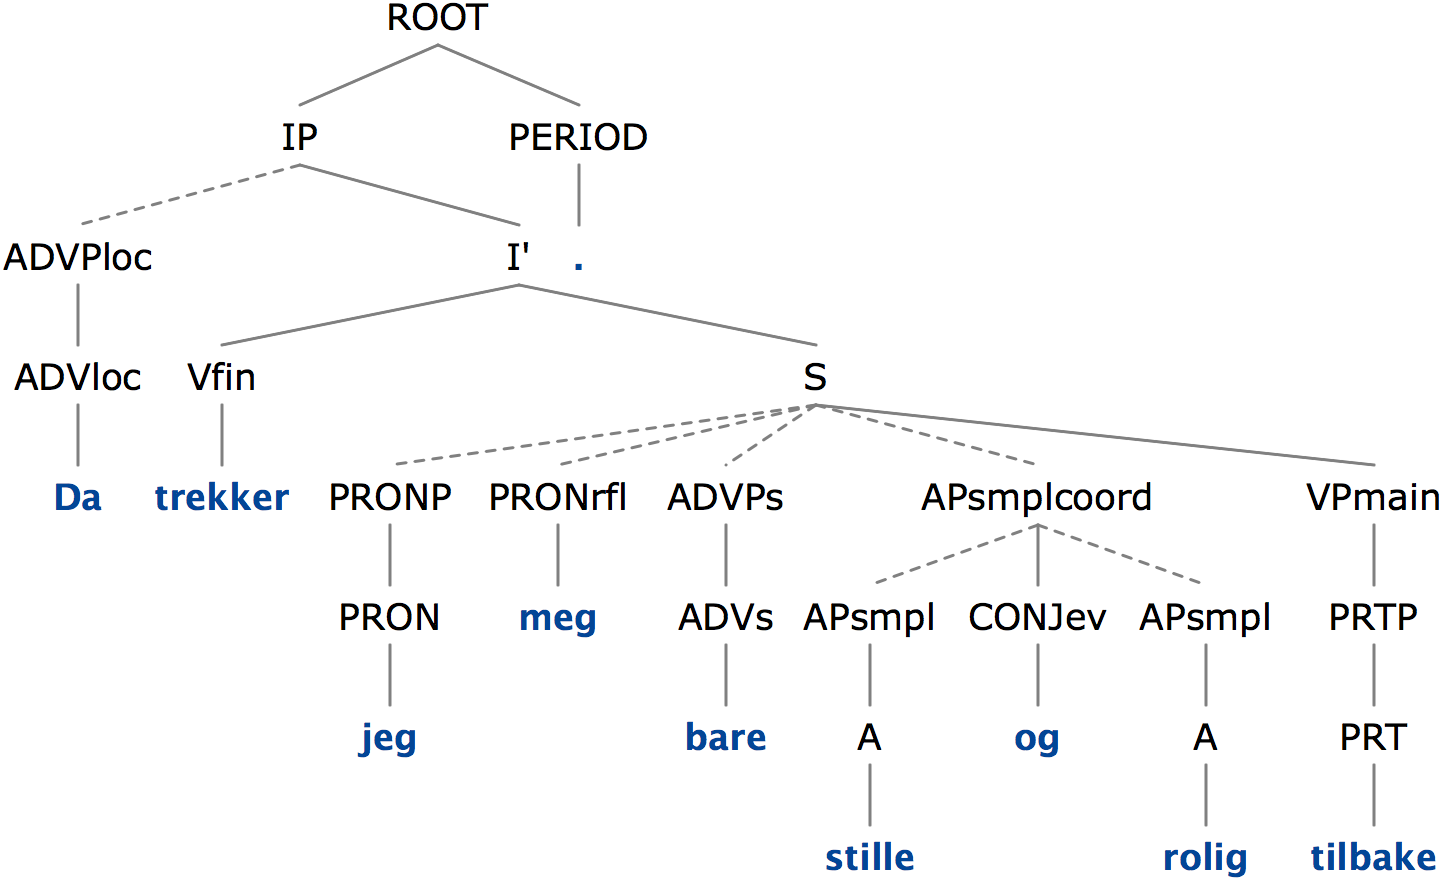 ROOT
IP PERIOD
ADVPloc I' .
ADVloc Vfin S
Da trekker PRONP PRONrfl ADVPs APsmplcoord VPmain
PRON meg ADVs APsmpl CONJev APsmpl PRTP
jeg bare A og A PRT
stille rolig tilbake